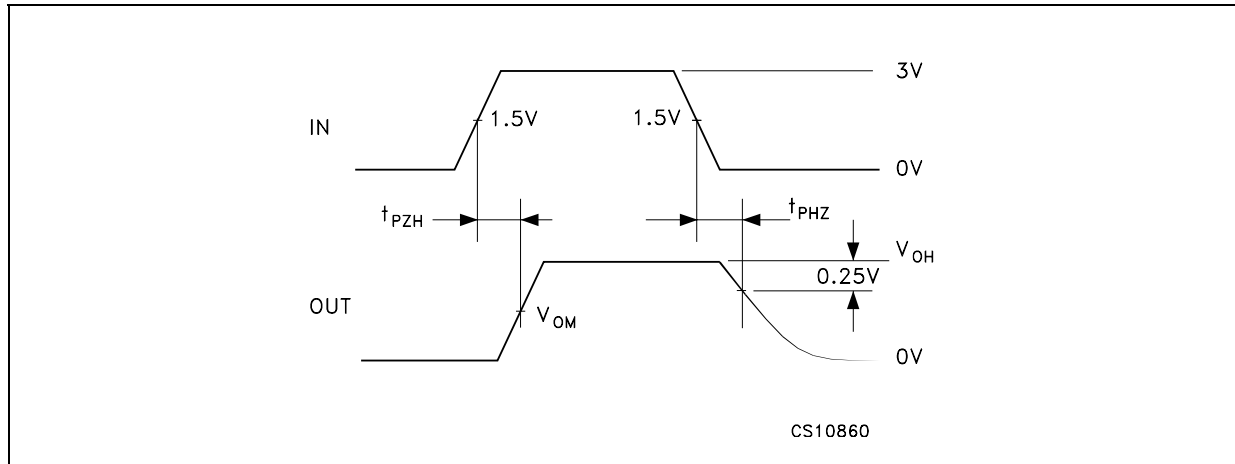 3V
IN
1.5V
1.5V
0V
tPZH
tPHZ
VOH
0.25V
OUT
VOM
0V
CS10860